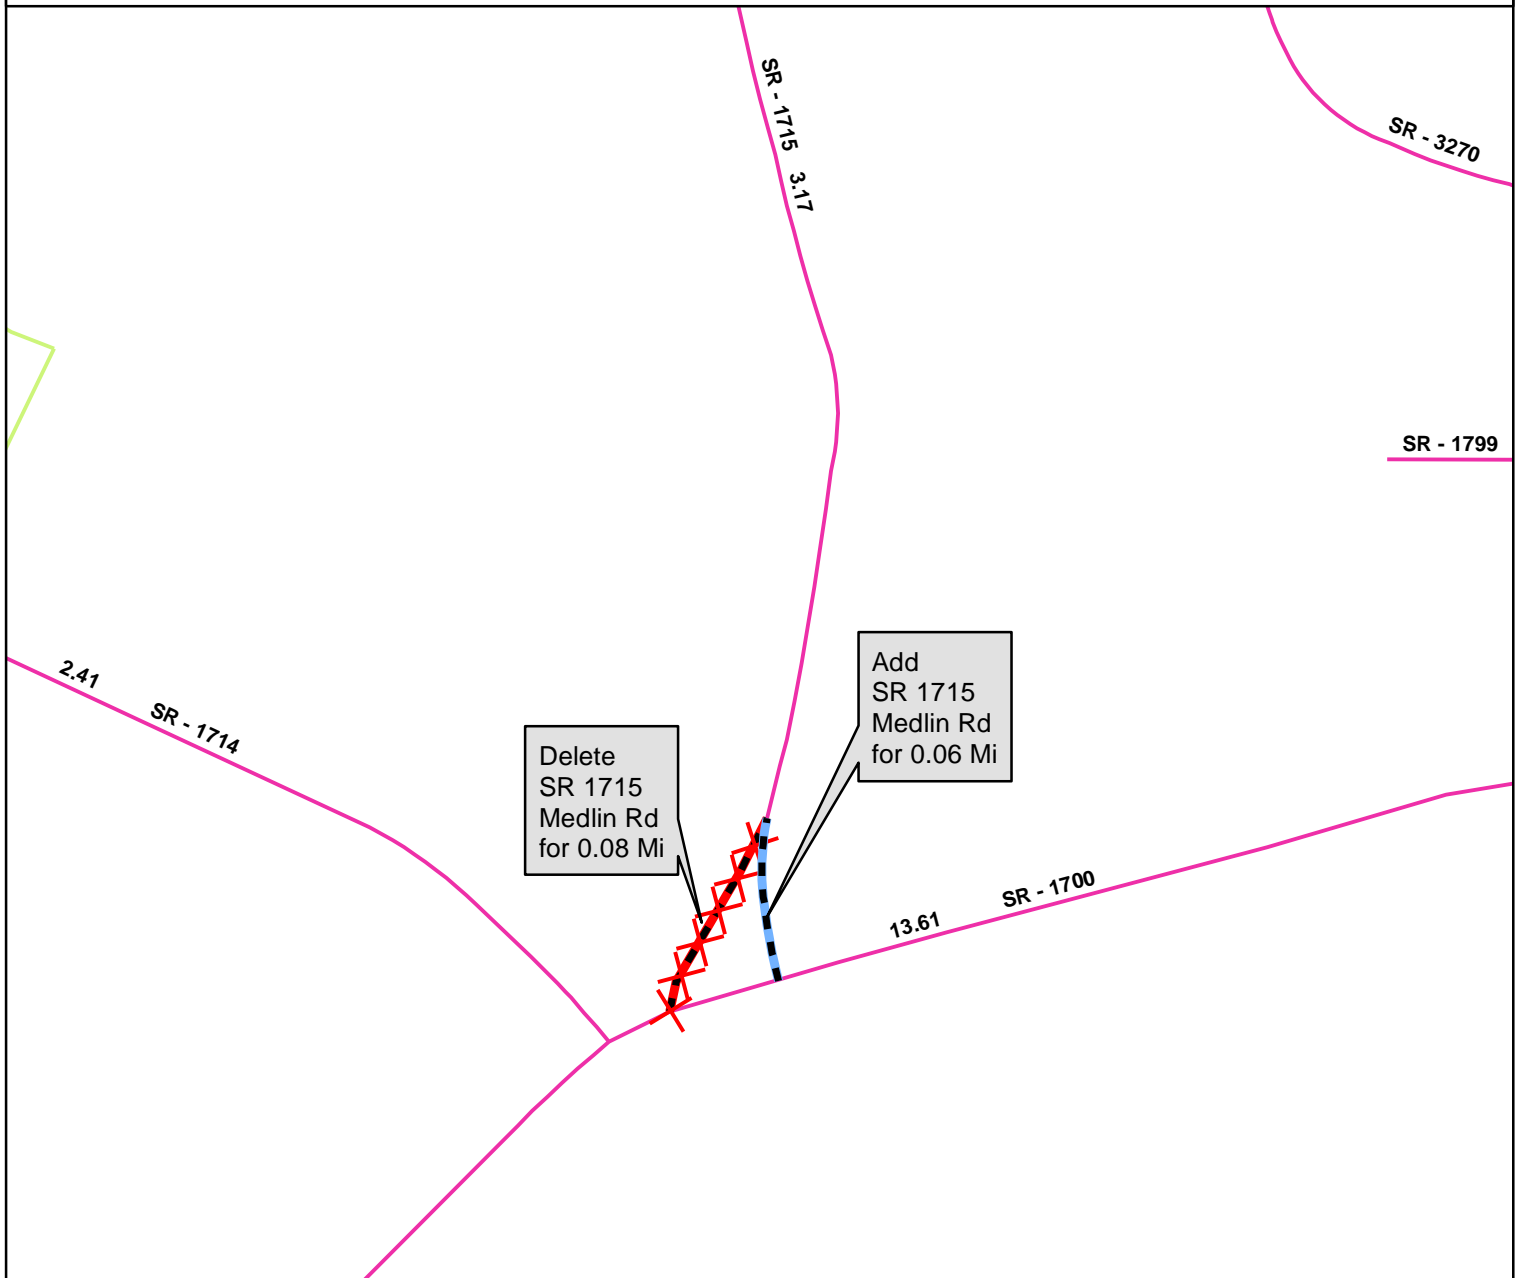 SR - 1715 3.17
SR - 3270
SR - 1799
2.41
SR - 1714
Add
SR 1715
Medlin Rd
for 0.06 Mi
Delete
SR 1715
Medlin Rd
for 0.08 Mi
13.61
SR - 1700